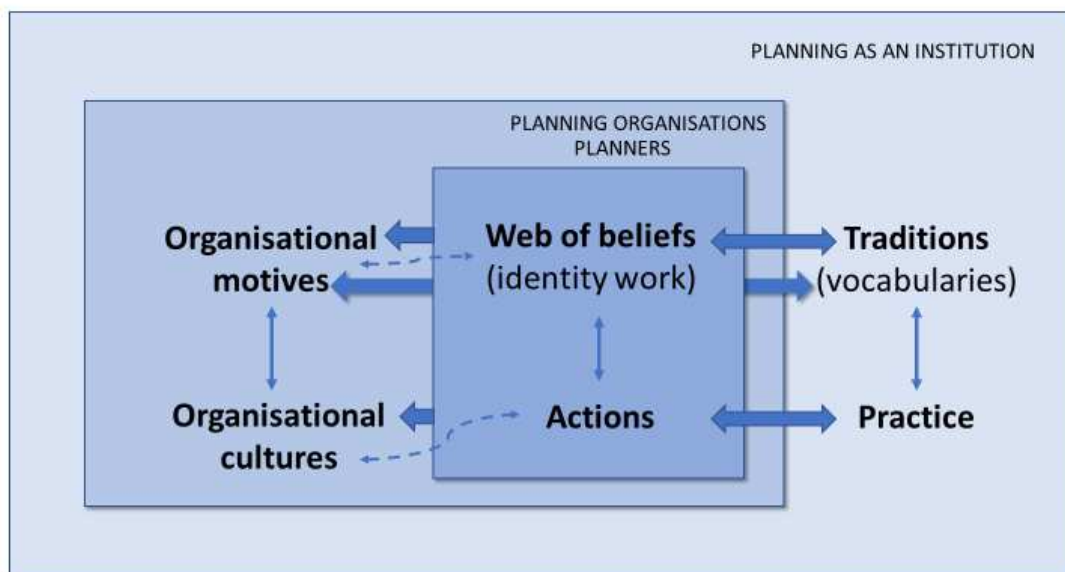 PLANNING AS AN INSTITUTION
PLANNING ORGANISATIONS
PLANNERS
Organisational
motives
Web of beliefs
(identity work)
Traditions
(vocabularies)
Organisational
cultures
Actions
Practice